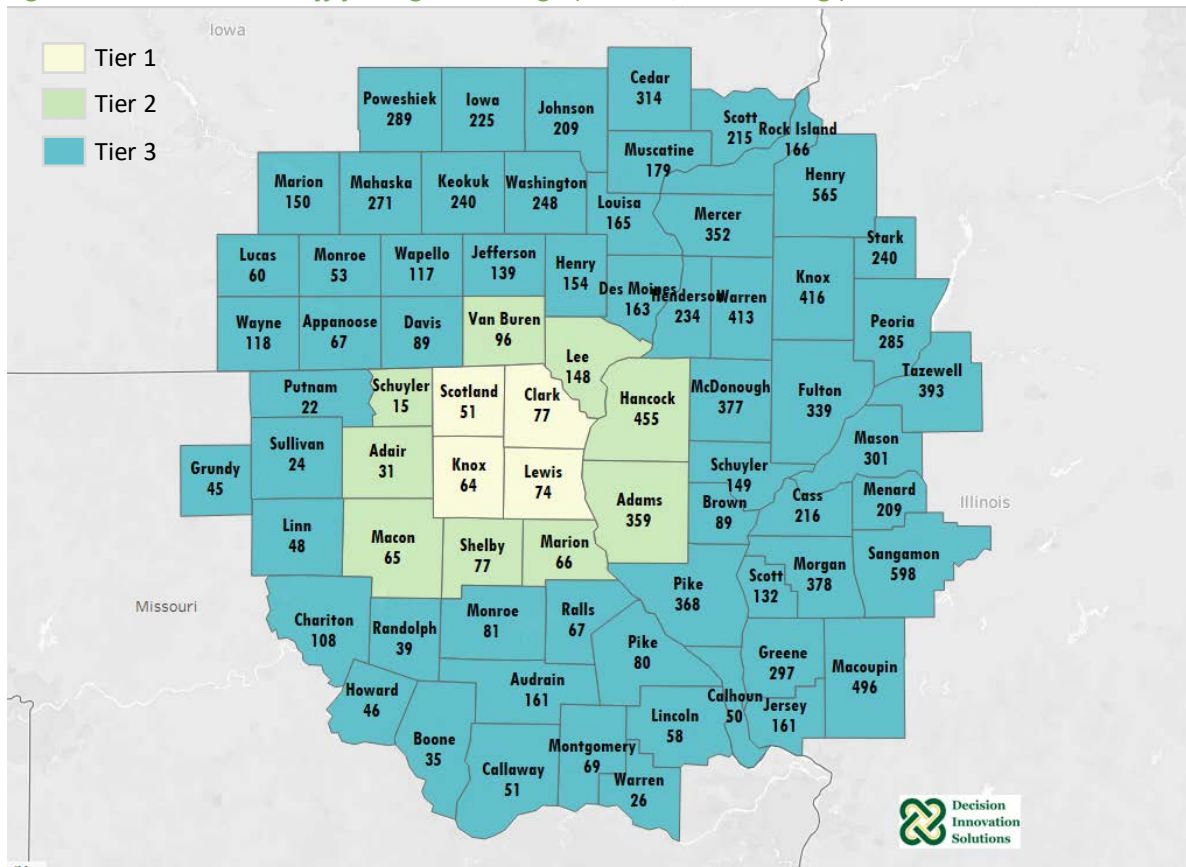 Iowa
Tier 1
Tier 2
Tier 3
Cedar
314
Poweshiek
289
Iowa
225
Johnson
209
Scott
215
Rock Island
166
Muscatine
179
Henry
565
Marion
150
Mahaska
271
Keokuk
240
Washington
248
Louisa
165
Mercer
352
Stark
240
Lucas
60
Monroe
53
Wapello
117
Jefferson
139
Henry
154
Des Moines
163
Henderson
234
Warren
413
Knox
416
Peoria
285
Wayne
118
Appanoose
67
Davis
89
Van Buren
96
Lee
148
Tazewell
393
Putnam
22
Schuyler
15
Scotland
51
Clark
77
Hancock
455
McDonough
377
Fulton
339
Mason
301
Grundy
45
Sullivan
24
Adair
31
Knox
64
Lewis
74
Adams
359
Schuyler
149
Brown
89
Cass
216
Menard
209
Illinois
Linn
48
Macon
65
Shelby
77
Marion
66
Pike
368
Scott
132
Morgan
378
Sangamon
598
Missouri
Chariton
108
Randolph
39
Monroe
81
Ralls
67
Pike
80
Greene
297
Macoupin
496
Howard
46
Audrain
161
Calhoun
50
Jersey
161
Boone
35
Callaway
51
Montgomery
69
Lincoln
58
Warren
26
Decision
Innovation
Solutions